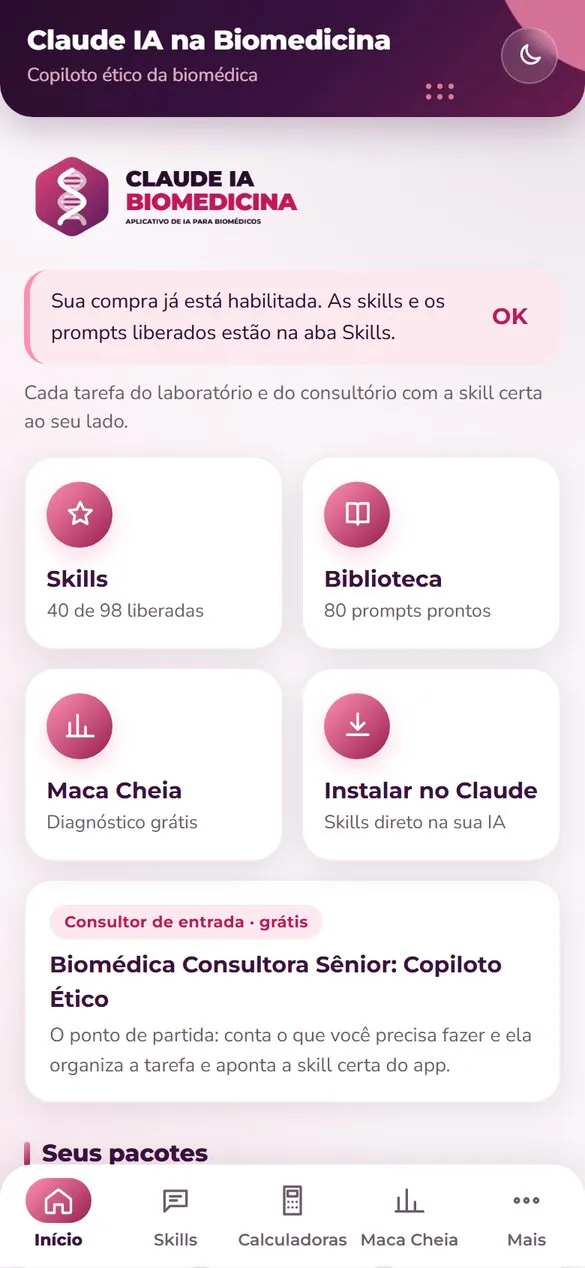 Claude IA na Biomedicina
Copiloto ético da biomédica
CLAUDE IA
BIOMEDICINA
APLICATIVO DE IA PARA BIOMÉDICOS
Sua compra já está habilitada. As skills e os
prompts liberados estão na aba Skills.
OK
Cada tarefa do laboratório e do consultório com a skill certa
ao seu lado.
Skills
40 de 98 liberadas
Biblioteca
80 prompts prontos
Maca Cheia
Diagnóstico grátis
Instalar no Claude
Skills direto na sua IA
Consultor de entrada · grátis
Biomédica Consultora Sênior: Copiloto
Ético
O ponto de partida: conta o que você precisa fazer e ela
organiza a tarefa e aponta a skill certa do app.
Seus pacotes
Início
Skills
Calculadoras
Maca Cheia
Mais